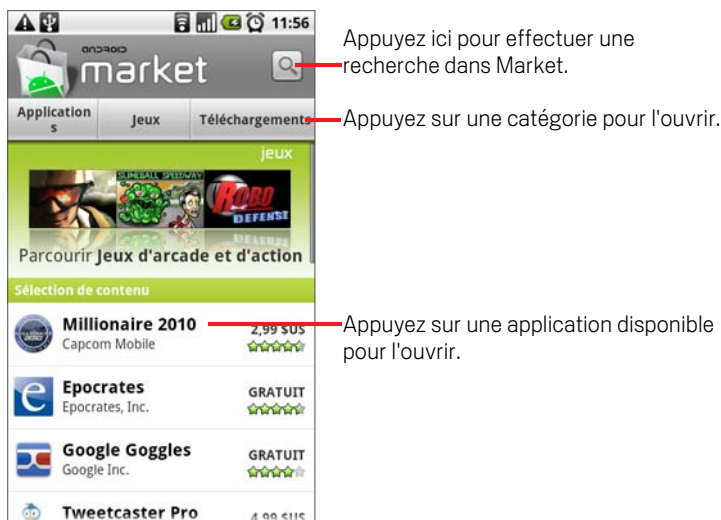 11:56
ANDROID
market
Application
s
Jeux
Téléchargements
jeux
SLIMEBALL SPEEDWAY
ROBO
DEFENSE
Parcourir Jeux d'arcade et d'action
Sélection de contenu
Millionaire 2010
2,99 $US
Capcom Mobile
Epocrates
GRATUIT
Epocrates, Inc.
Google Goggles
GRATUIT
Google Inc.
Tweetcaster Pro
4,99 $US
Appuyez ici pour effectuer une
recherche dans Market.
Appuyez sur une catégorie pour l'ouvrir.
Appuyez sur une application disponible
pour l'ouvrir.